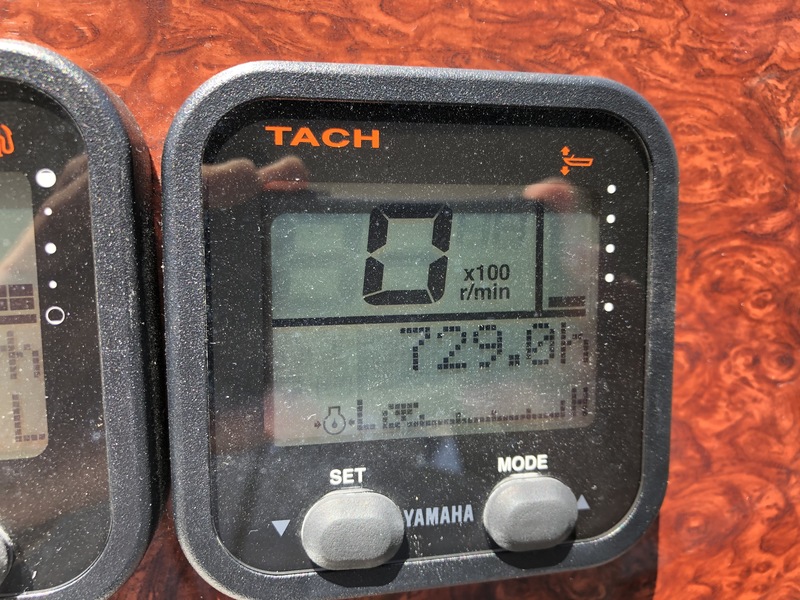 TACH
0
x100
r/min
729.0h
SET
MODE
YAMAHA